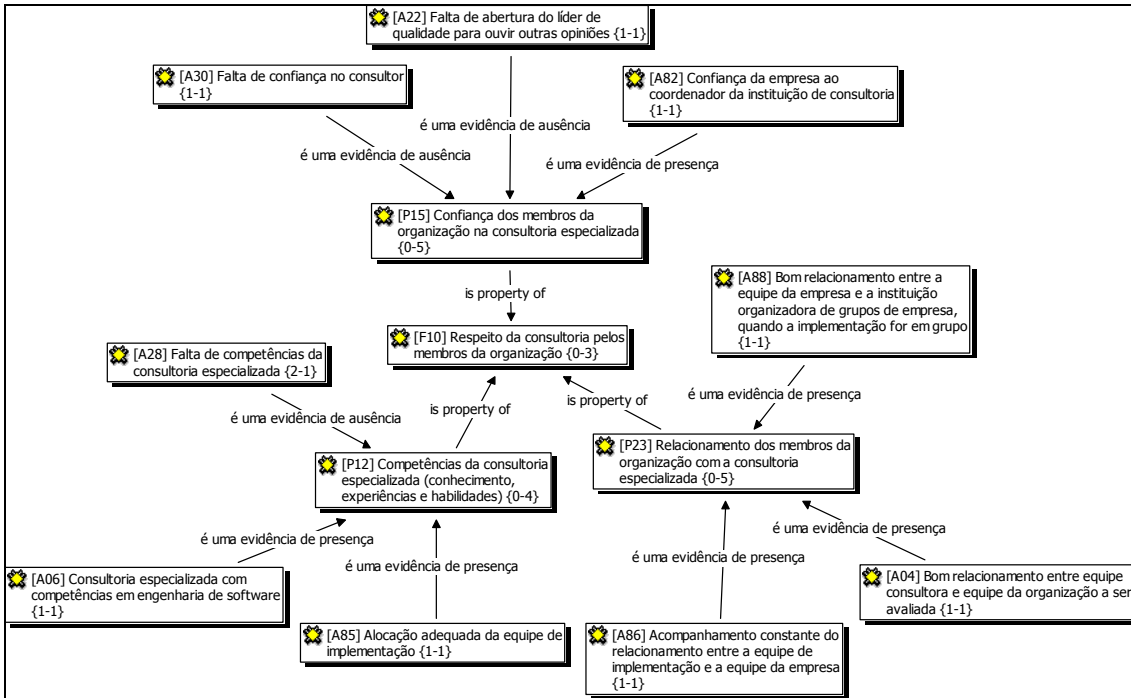 [A22] Falta de abertura do líder de
qualidade para ouvir outras opiniões {1-1}
[A30] Falta de confiança no consultor
{1-1}
[A82] Confiança da empresa ao
coordenador da instituição de consultoria
{1-1}
é uma evidência de ausência
é uma evidência de ausência
é uma evidência de presença
[P15] Confiança dos membros da
organização na consultoria especializada
{0-5}
[A88] Bom relacionamento entre a
equipe da empresa e a instituição
organizadora de grupos de empresa,
quando a implementação for em grupo
{1-1}
is property of
[F10] Respeito da consultoria pelos
membros da organização {0-3}
[A28] Falta de competências da
consultoria especializada {2-1}
é uma evidência de presença
is property of
is property of
é uma evidência de ausência
[P23] Relacionamento dos membros da
organização com a consultoria
especializada {0-5}
[P12] Competências da consultoria
especializada (conhecimento,
experiências e habilidades) {0-4}
é uma evidência de presença
é uma evidência de presença
é uma evidência de presença
é uma evidência de presença
[A06] Consultoria especializada com
competências em engenharia de software
{1-1}
[A04] Bom relacionamento entre equipe
consultora e equipe da organização a ser
avaliada {1-1}
[A85] Alocação adequada da equipe de
implementação {1-1}
[A86] Acompanhamento constante do
relacionamento entre a equipe de
implementação e a equipe da empresa
{1-1}